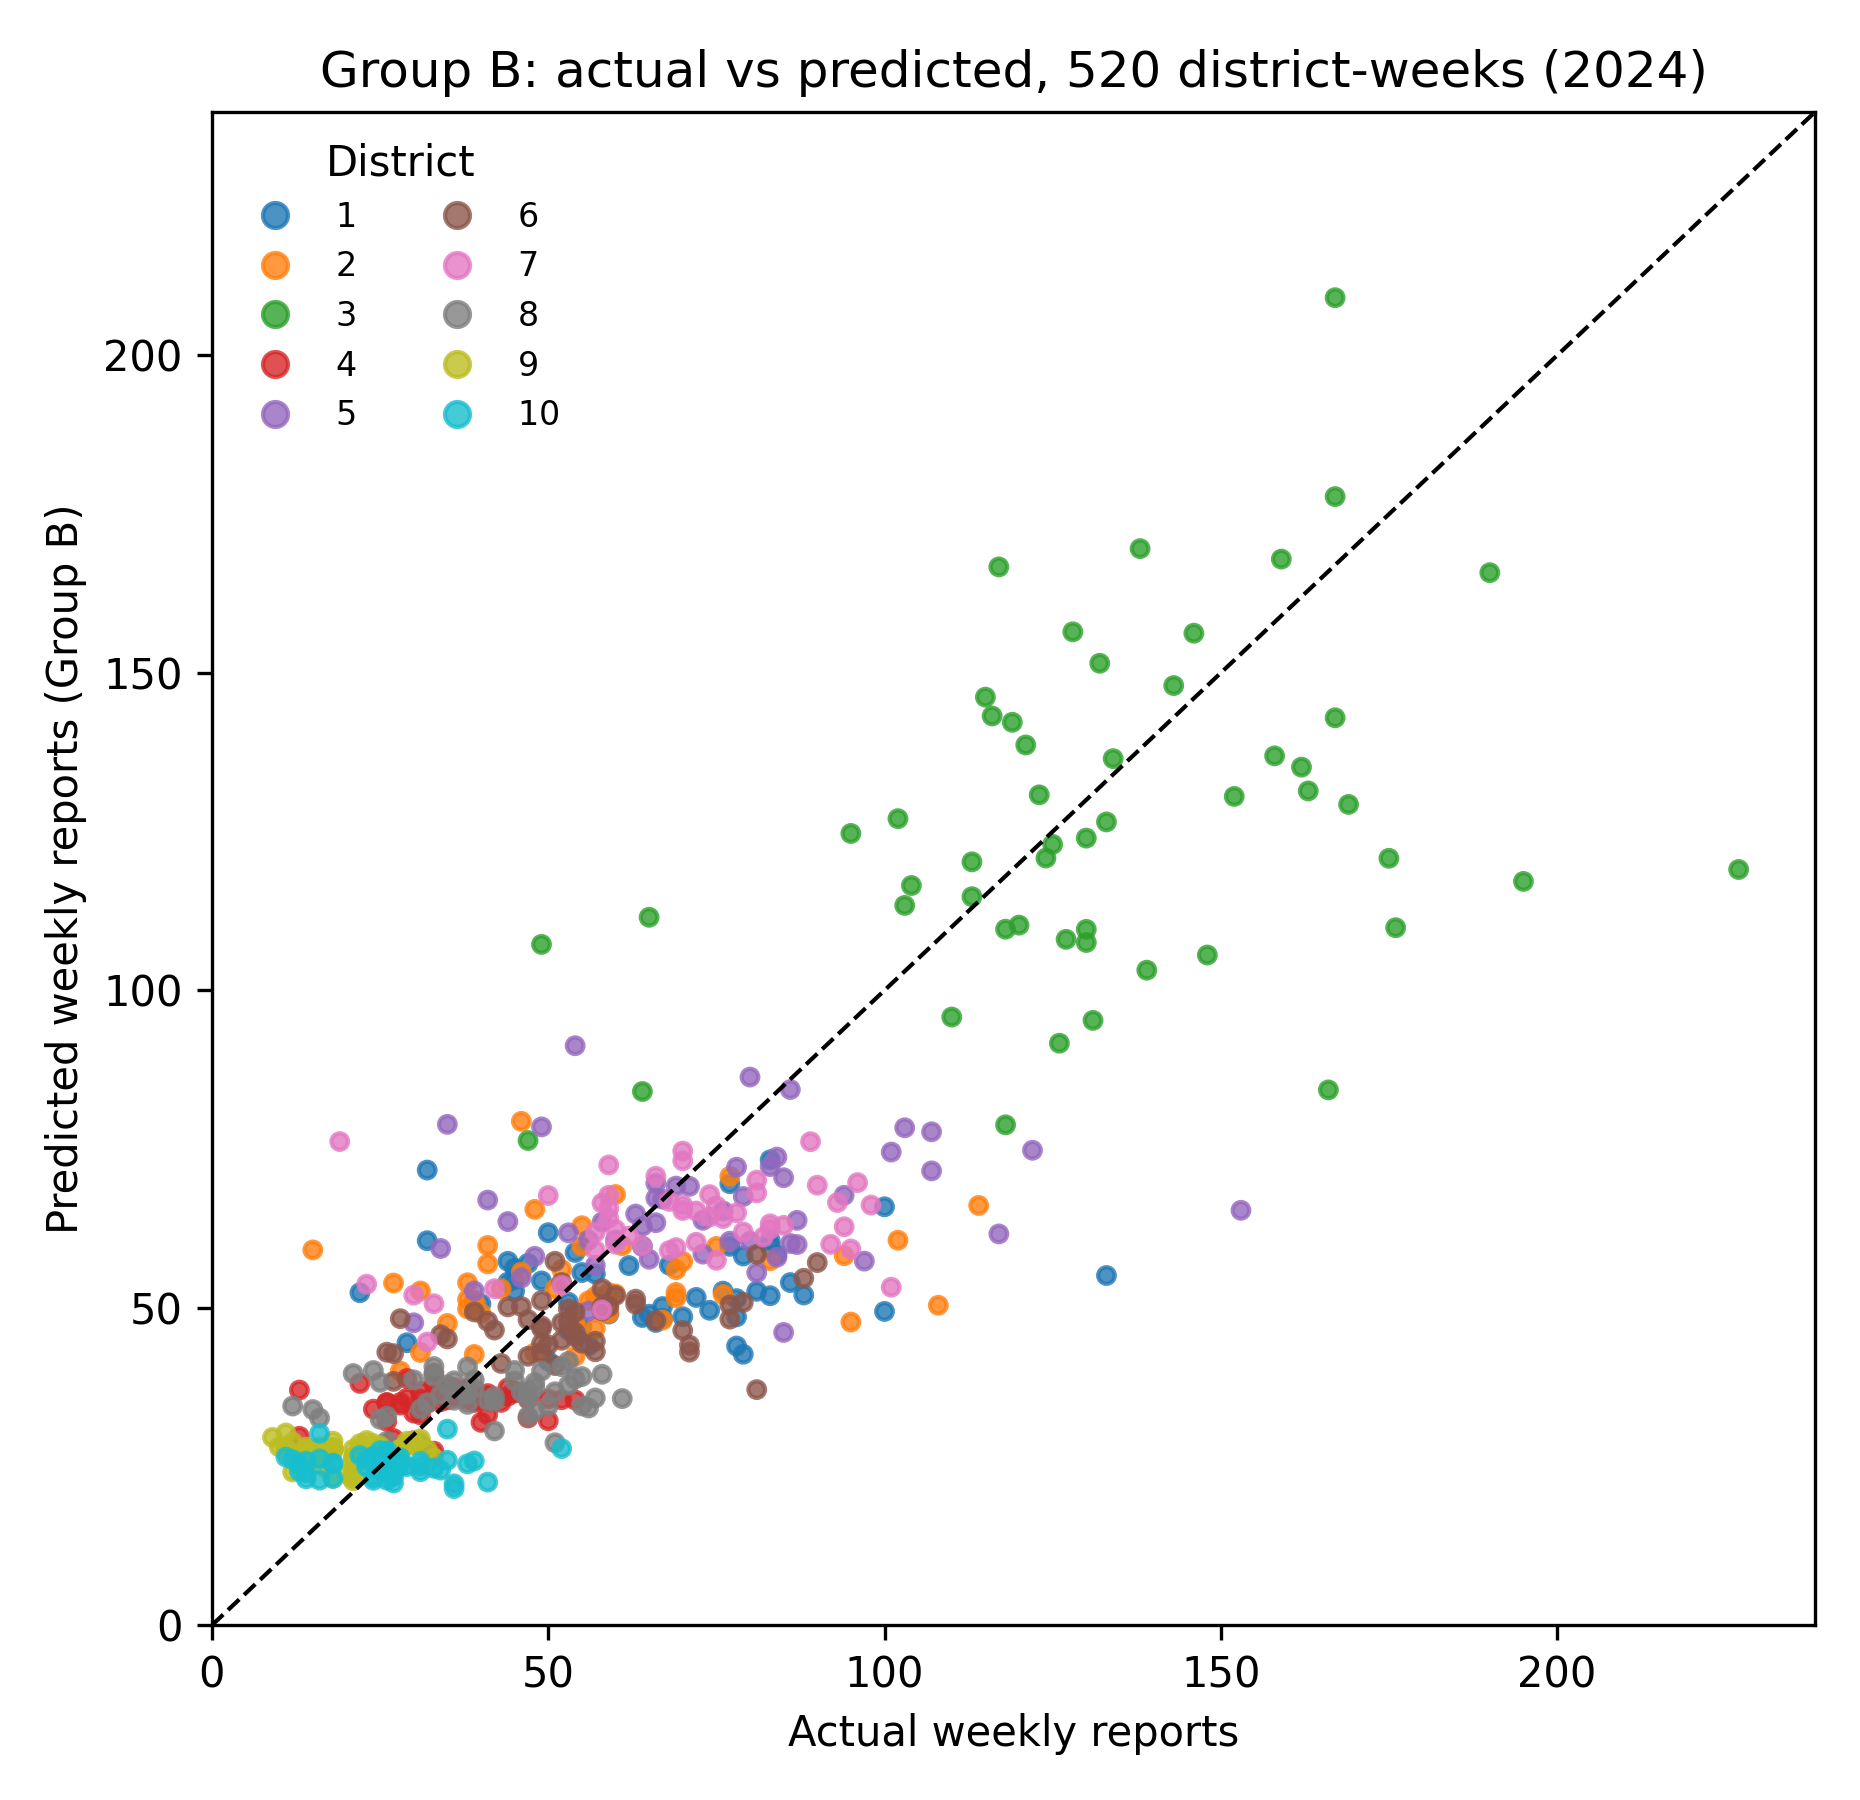 Group B: actual vs predicted, 520 district-weeks (2024)
District
1 6
2 7
3 8
4 9
5 10
Predicted weekly reports (Group B)
200
150
100
50
0
0 50 100 150 200
Actual weekly reports